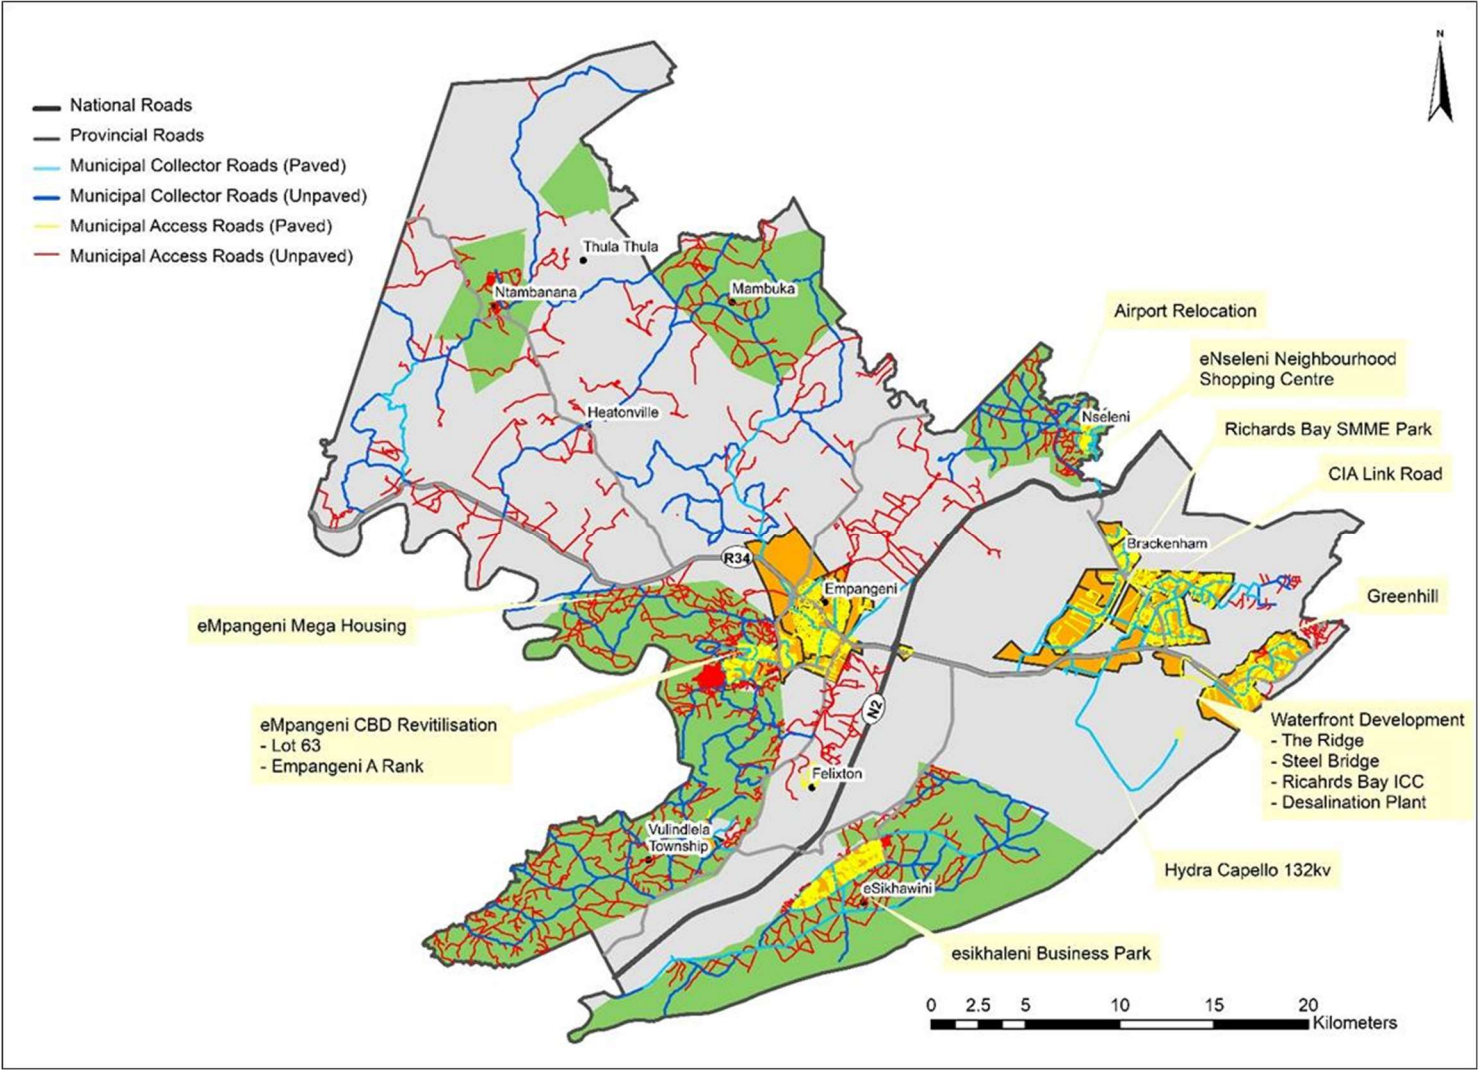 N
National Roads
Provincial Roads
Municipal Collector Roads (Paved)
Municipal Collector Roads (Unpaved)
Municipal Access Roads (Paved)
Municipal Access Roads (Unpaved)
Thula Thula
Ntambanana
Mambuka
Airport Relocation
eNseleni Neighbourhood
Shopping Centre
Heatonville
Nseleni
Richards Bay SMME Park
CIA Link Road
R34
Brackenham
Empangeni
Greenhill
eMpangeni Mega Housing
eMpangeni CBD Revitilisation
- Lot 63
- Empangeni A Rank
N2
Waterfront Development
- The Ridge
- Steel Bridge
- Ricahrds Bay ICC
- Desalination Plant
Felixton
Vulindlela
Township
Hydra Capello 132kv
eSikhawini
esikhaleni Business Park
0 2.5 5 10 15 20
Kilometers